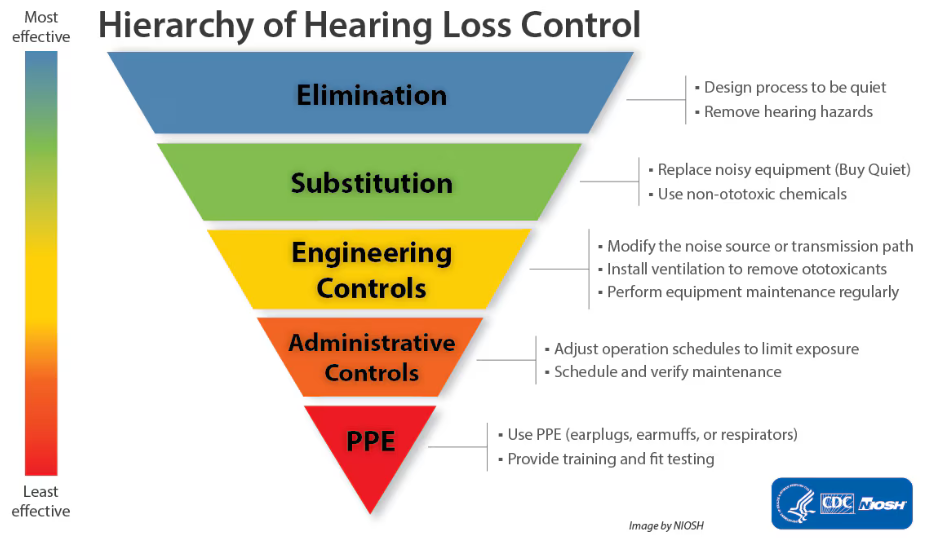 Most
effective
Hierarchy of Hearing Loss Control
Elimination
▪ Design process to be quiet
▪ Remove hearing hazards
Substitution
▪ Replace noisy equipment (Buy Quiet)
▪ Use non-ototoxic chemicals
Engineering
Controls
▪ Modify the noise source or transmission path
▪ Install ventilation to remove ototoxicants
▪ Perform equipment maintenance regularly
Administrative
Controls
▪ Adjust operation schedules to limit exposure
▪ Schedule and verify maintenance
PPE
▪ Use PPE (earplugs, earmuffs, or respirators)
▪ Provide training and fit testing
Least
effective
Image by NIOSH
CDC
NIOSH